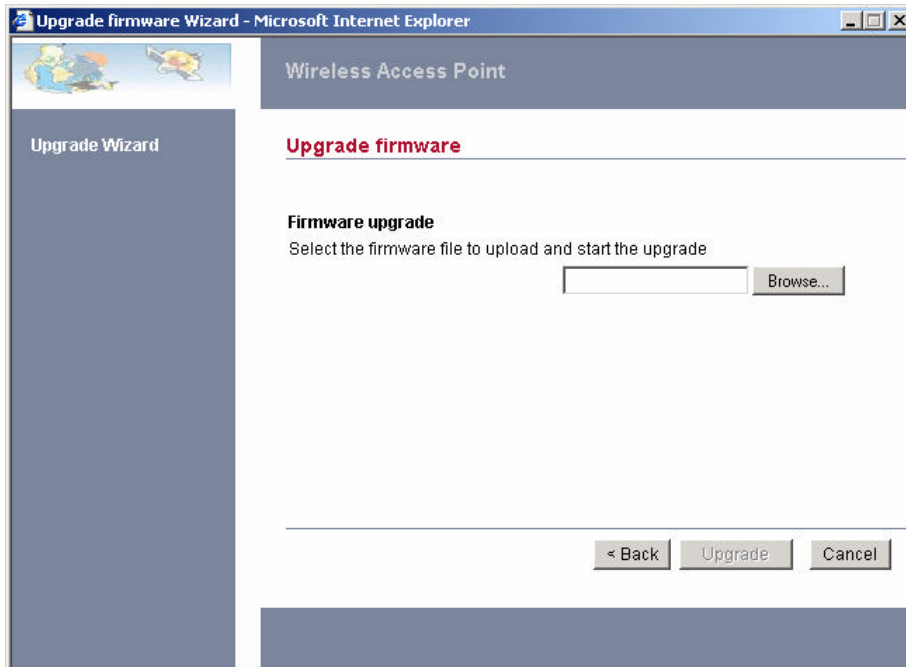 Upgrade firmware Wizard - Microsoft Internet Explorer
Wireless Access Point
Upgrade Wizard
Upgrade firmware
Firmware upgrade
Select the firmware file to upload and start the upgrade
Browse...
< Back
Upgrade
Cancel